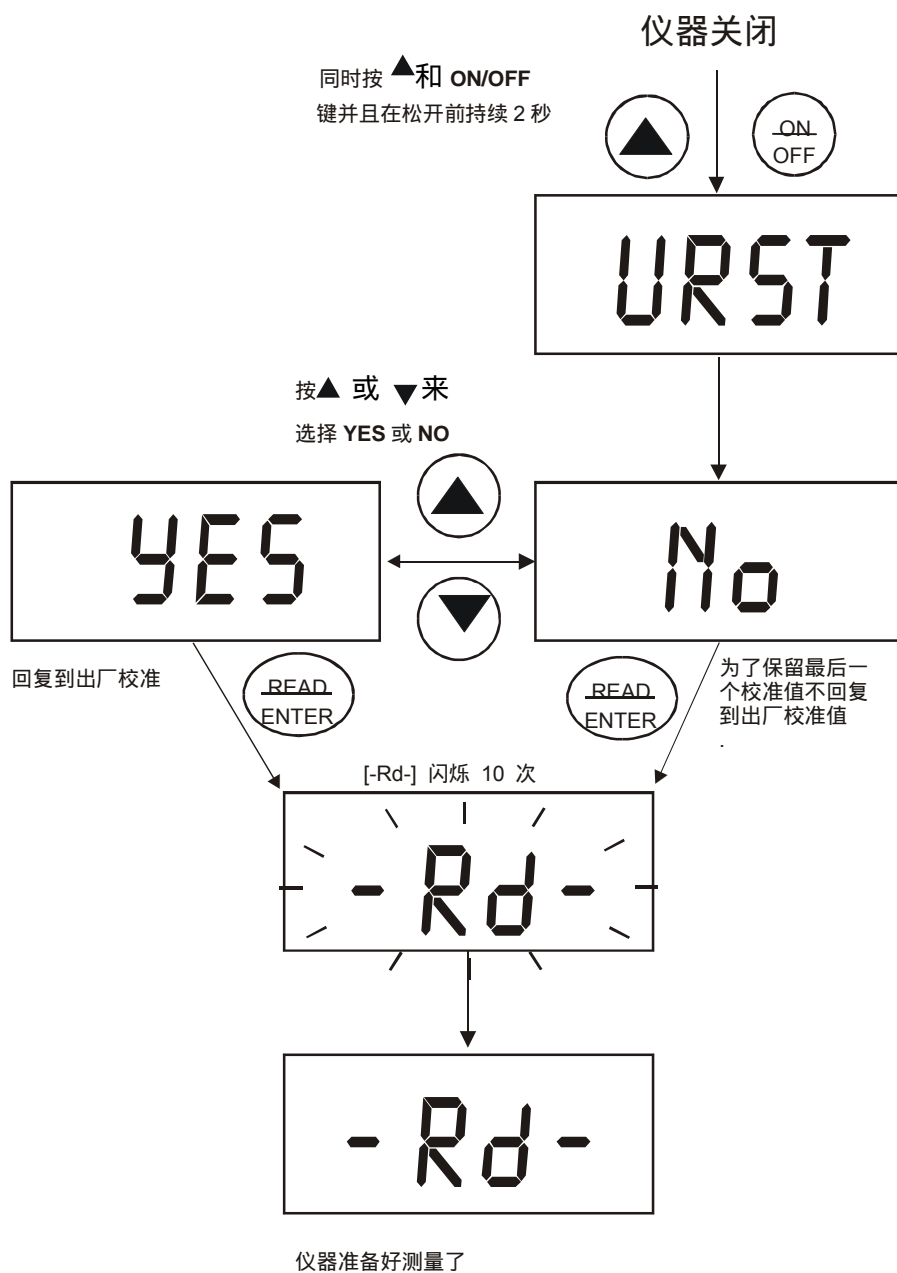 仪器关闭
同时按 ▲和 ON/OFF
键并且在松开前持续 2 秒
ON
OFF
URST
按▲ 或 ▼来
选择 YES 或 NO
YES
No
回复到出厂校准
READ
ENTER
READ
ENTER
为了保留最后一
个校准值不回复
到出厂校准值
.
[-Rd-] 闪烁 10 次
-Rd-
-Rd-
仪器准备好测量了